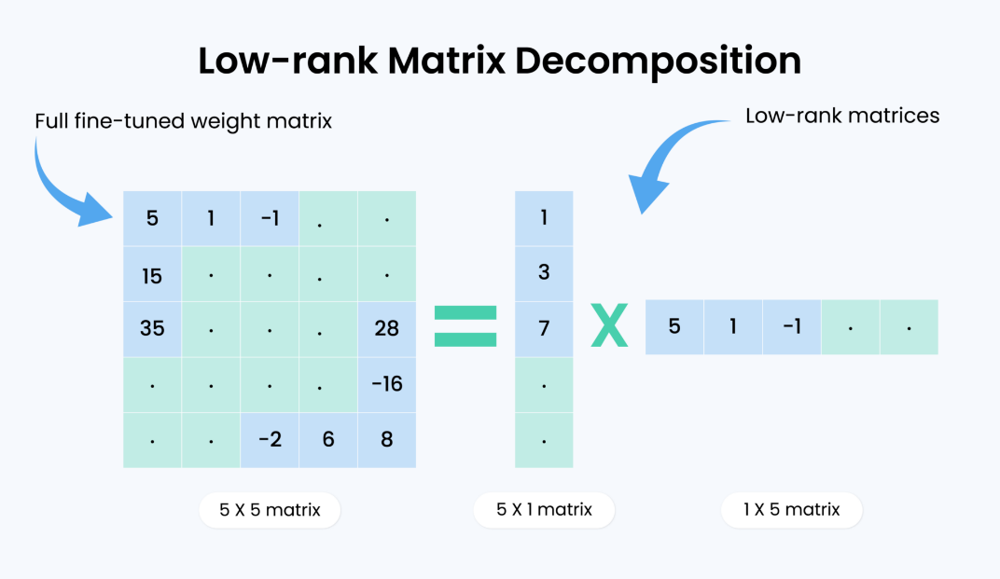 Low-rank Matrix Decomposition
Full fine-tuned weight matrix
Low-rank matrices
5 1 -1 . .
15 . . . .
35 . . . 28
. . . . -16
. . -2 6 8
=
1
3
7
.
.
X
5 1 -1 . .
5 X 5 matrix
5 X 1 matrix
1 X 5 matrix